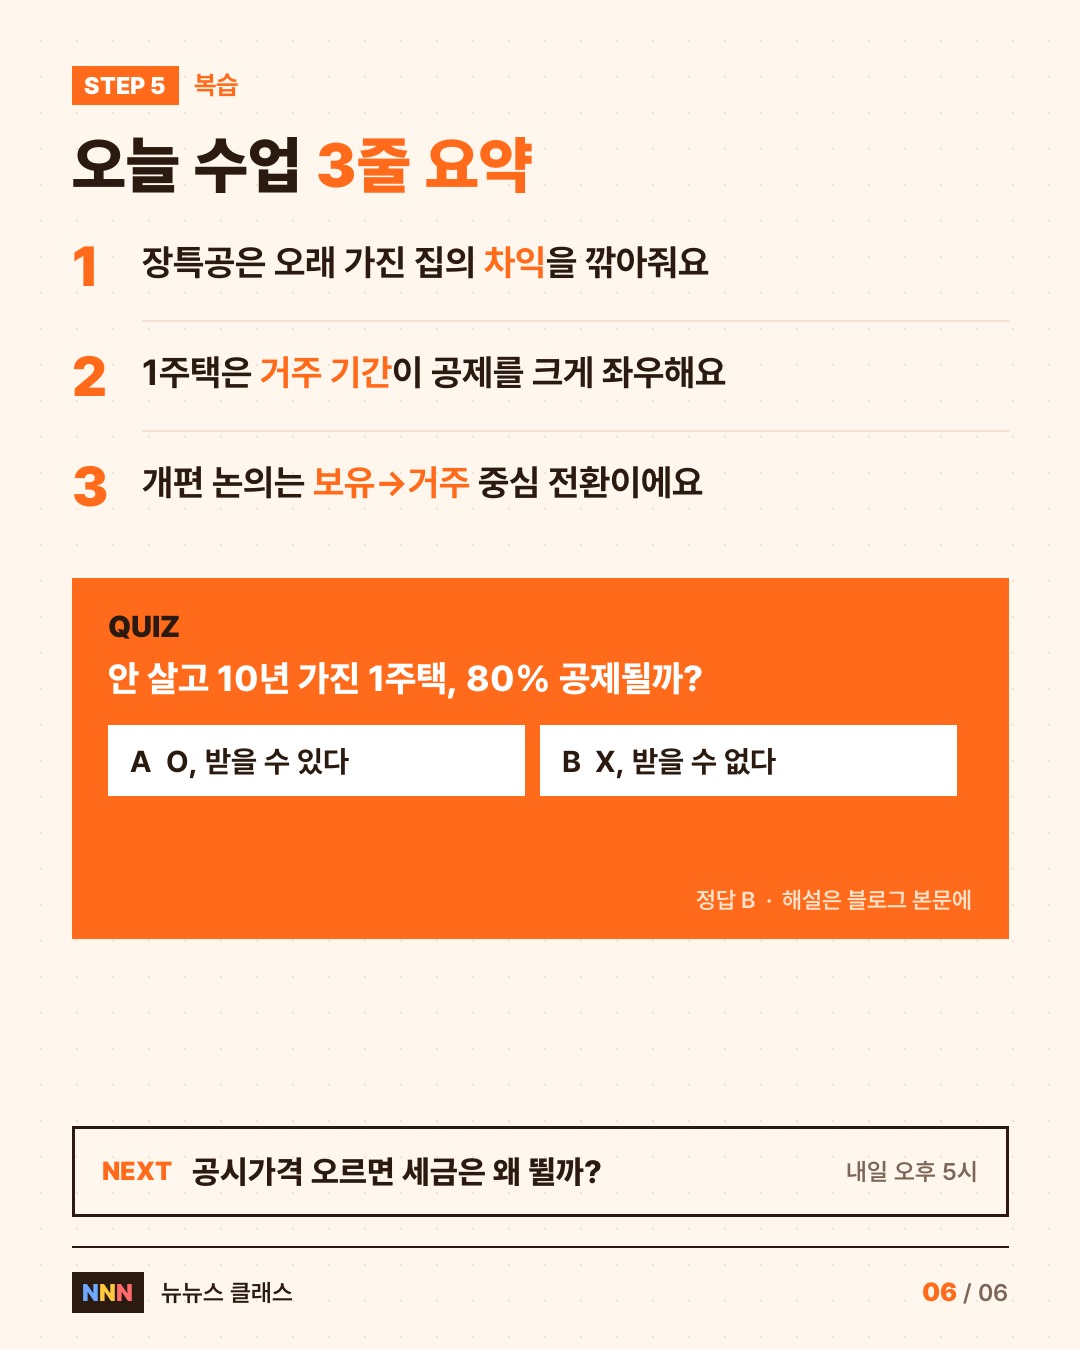 STEP 5 복습
오늘 수업 3줄 요약
1 장특공은 오래 가진 집의 차익을 깎아줘요
2 1주택은 거주 기간이 공제를 크게 좌우해요
3 개편 논의는 보유→거주 중심 전환이에요
QUIZ
안 살고 10년 가진 1주택, 80% 공제될까?
A O, 받을 수 있다
B X, 받을 수 없다
정답 B · 해설은 블로그 본문에
NEXT 공시가격 오르면 세금은 왜 뛸까? 내일 오후 5시
NNN 뉴뉴스 클래스 06 / 06